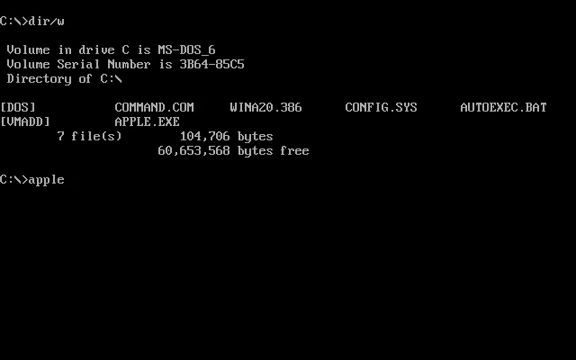 C:\>dir/w
Volume in drive C is MS-DOS_6
Volume Serial Number is 3B64-85C5
Directory of C:\
[DOS] COMMAND.COM WINA20.386 CONFIG.SYS AUTOEXEC.BAT
[VMADD] APPLE.EXE
7 file(s) 104,706 bytes
60,653,568 bytes free
C:\>apple